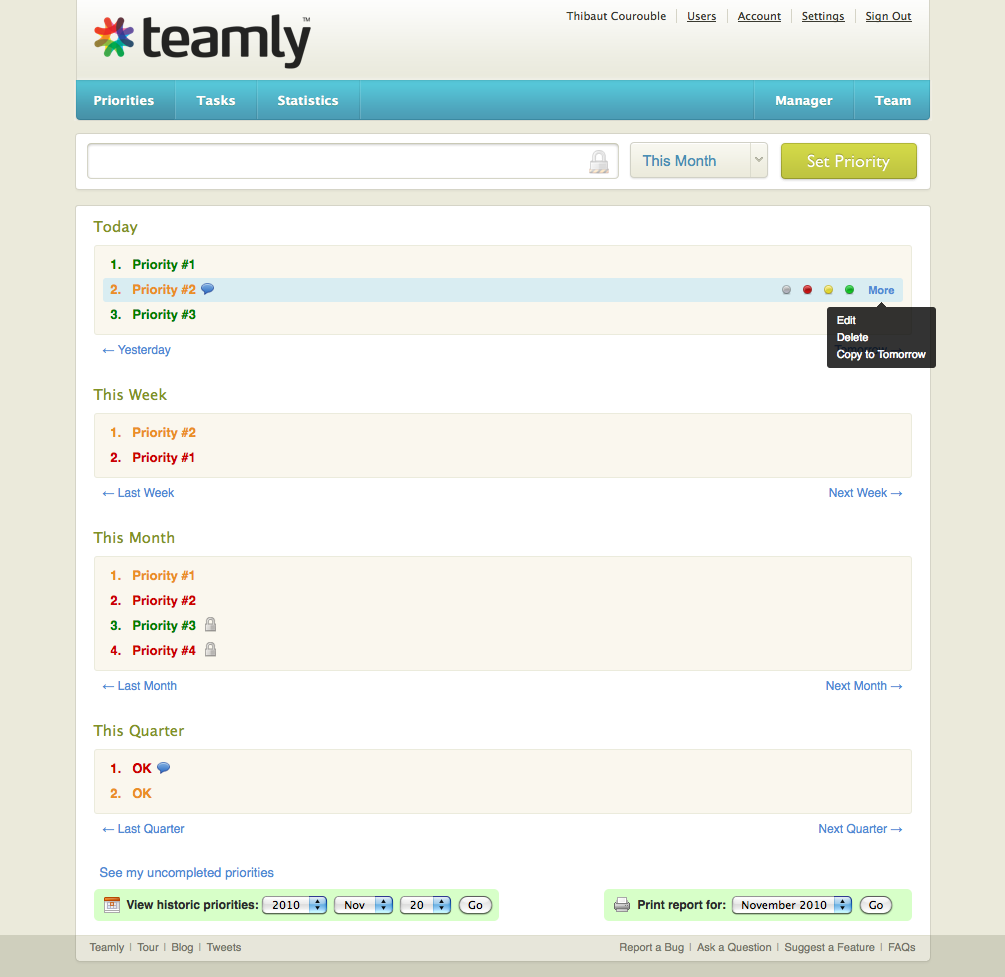 teamly™
Thibaut Courouble Users Account Settings Sign Out
Priorities Tasks Statistics Manager Team
This Month Set Priority
Today
1. Priority #1
2. Priority #2 More
3. Priority #3
Edit
Delete
Copy to Tomorrow
← Yesterday
This Week
1. Priority #2
2. Priority #1
← Last Week Next Week →
This Month
1. Priority #1
2. Priority #2
3. Priority #3
4. Priority #4
← Last Month Next Month →
This Quarter
1. OK
2. OK
← Last Quarter Next Quarter →
See my uncompleted priorities
View historic priorities: 2010 Nov 20 Go Print report for: November 2010 Go
Teamly | Tour | Blog | Tweets Report a Bug | Ask a Question | Suggest a Feature | FAQs